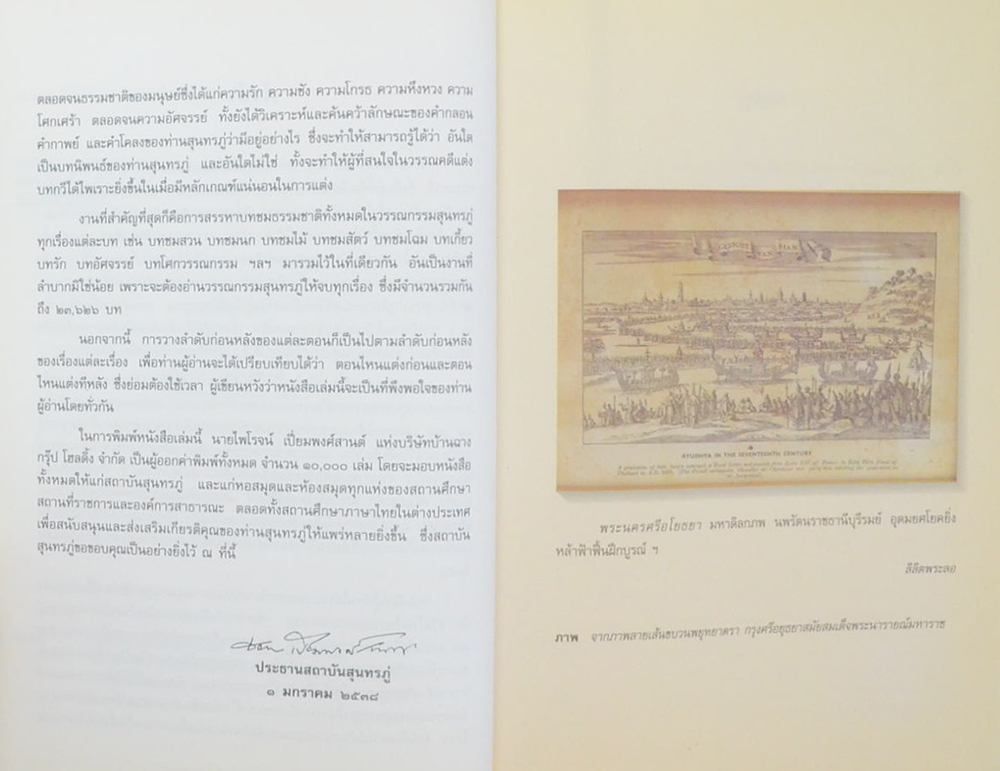 ตลอดจนธรรมชาติของมนุษย์ซึ่งได้แก่ความรัก ความชัง ความโกรธ ความหึงหวง ความ
โศกเศร้า ตลอดจนความอัศจรรย์ ทั้งยังได้วิเคราะห์และค้นคว้าลักษณะของคำกลอน
คำกาพย์ และคำโคลงของท่านสุนทรภู่ว่ามีอยู่อย่างไร ซึ่งจะทำให้สามารถรู้ได้ว่า อันใด
เป็นบทนิพนธ์ของท่านสุนทรภู่ และอันใดไม่ใช่ ทั้งจะทำให้ผู้ที่สนใจในวรรณคดีแต่ง
บทกวีได้ไพเราะยิ่งขึ้นในเมื่อมีหลักเกณฑ์แน่นอนในการแต่ง
งานที่สำคัญที่สุดก็คือการสรรหาบทชมธรรมชาติทั้งหมดในวรรณกรรมสุนทรภู่
ทุกเรื่องแต่ละบท เช่น บทชมสวน บทชมนก บทชมไม้ บทชมสัตว์ บทชมโฉม บทเกี้ยว
บทรัก บทอัศจรรย์ บทโศกวรรณกรรม ฯลฯ มารวมไว้ในที่เดียวกัน อันเป็นงานที่
ลำบากมิใช่น้อย เพราะจะต้องอ่านวรรณกรรมสุนทรภู่ให้จบทุกเรื่อง ซึ่งมีจำนวนรวมกัน
ถึง ๒๓,๖๒๖ บท
นอกจากนี้ การวางลำดับก่อนหลังของแต่ละตอนก็เป็นไปตามลำดับก่อนหลัง
ของเรื่องแต่ละเรื่อง เพื่อท่านผู้อ่านจะได้เปรียบเทียบได้ว่า ตอนไหนแต่งก่อนและตอน
ไหนแต่งทีหลัง ซึ่งย่อมต้องใช้เวลา ผู้เขียนหวังว่าหนังสือเล่มนี้จะเป็นที่พึงพอใจของท่าน
ผู้อ่านโดยทั่วกัน
ในการพิมพ์หนังสือเล่มนี้ นายไพโรจน์ เปี่ยมพงศ์สานต์ แห่งบริษัทบ้านฉาง
กรุ๊ป โฮลดิ้ง จำกัด เป็นผู้ออกค่าพิมพ์ทั้งหมด จำนวน ๑๐,๐๐๐ เล่ม โดยจะมอบหนังสือ
ทั้งหมดให้แก่สถาบันสุนทรภู่ และแก่หอสมุดและห้องสมุดทุกแห่งของสถานศึกษา
สถานที่ราชการและองค์การสาธารณะ ตลอดทั้งสถานศึกษาภาษาไทยในต่างประเทศ
เพื่อสนับสนุนและส่งเสริมเกียรติคุณของท่านสุนทรภู่ให้แพร่หลายยิ่งขึ้น ซึ่งสถาบัน
สุนทรภู่ขอขอบคุณเป็นอย่างยิ่งไว้ ณ ที่นี้
ประธานสถาบันสุนทรภู่
๑ มกราคม ๒๕๓๘
AYUDHYA IN THE SEVENTEENTH CENTURY
พระนครศรีอโยธยา มหาดิลกภพ นพรัตนราชธานีบุรีรมย์ อุดมยศโยคยิ่ง
หล้าฟ้าฟื้นฝึกบูรณ์ ฯ
ลิลิตพระลอ
ภาพ จากภาพลายเส้นขบวนพยุหยาตรา กรุงศรีอยุธยาสมัยสมเด็จพระนารายณ์มหาราช